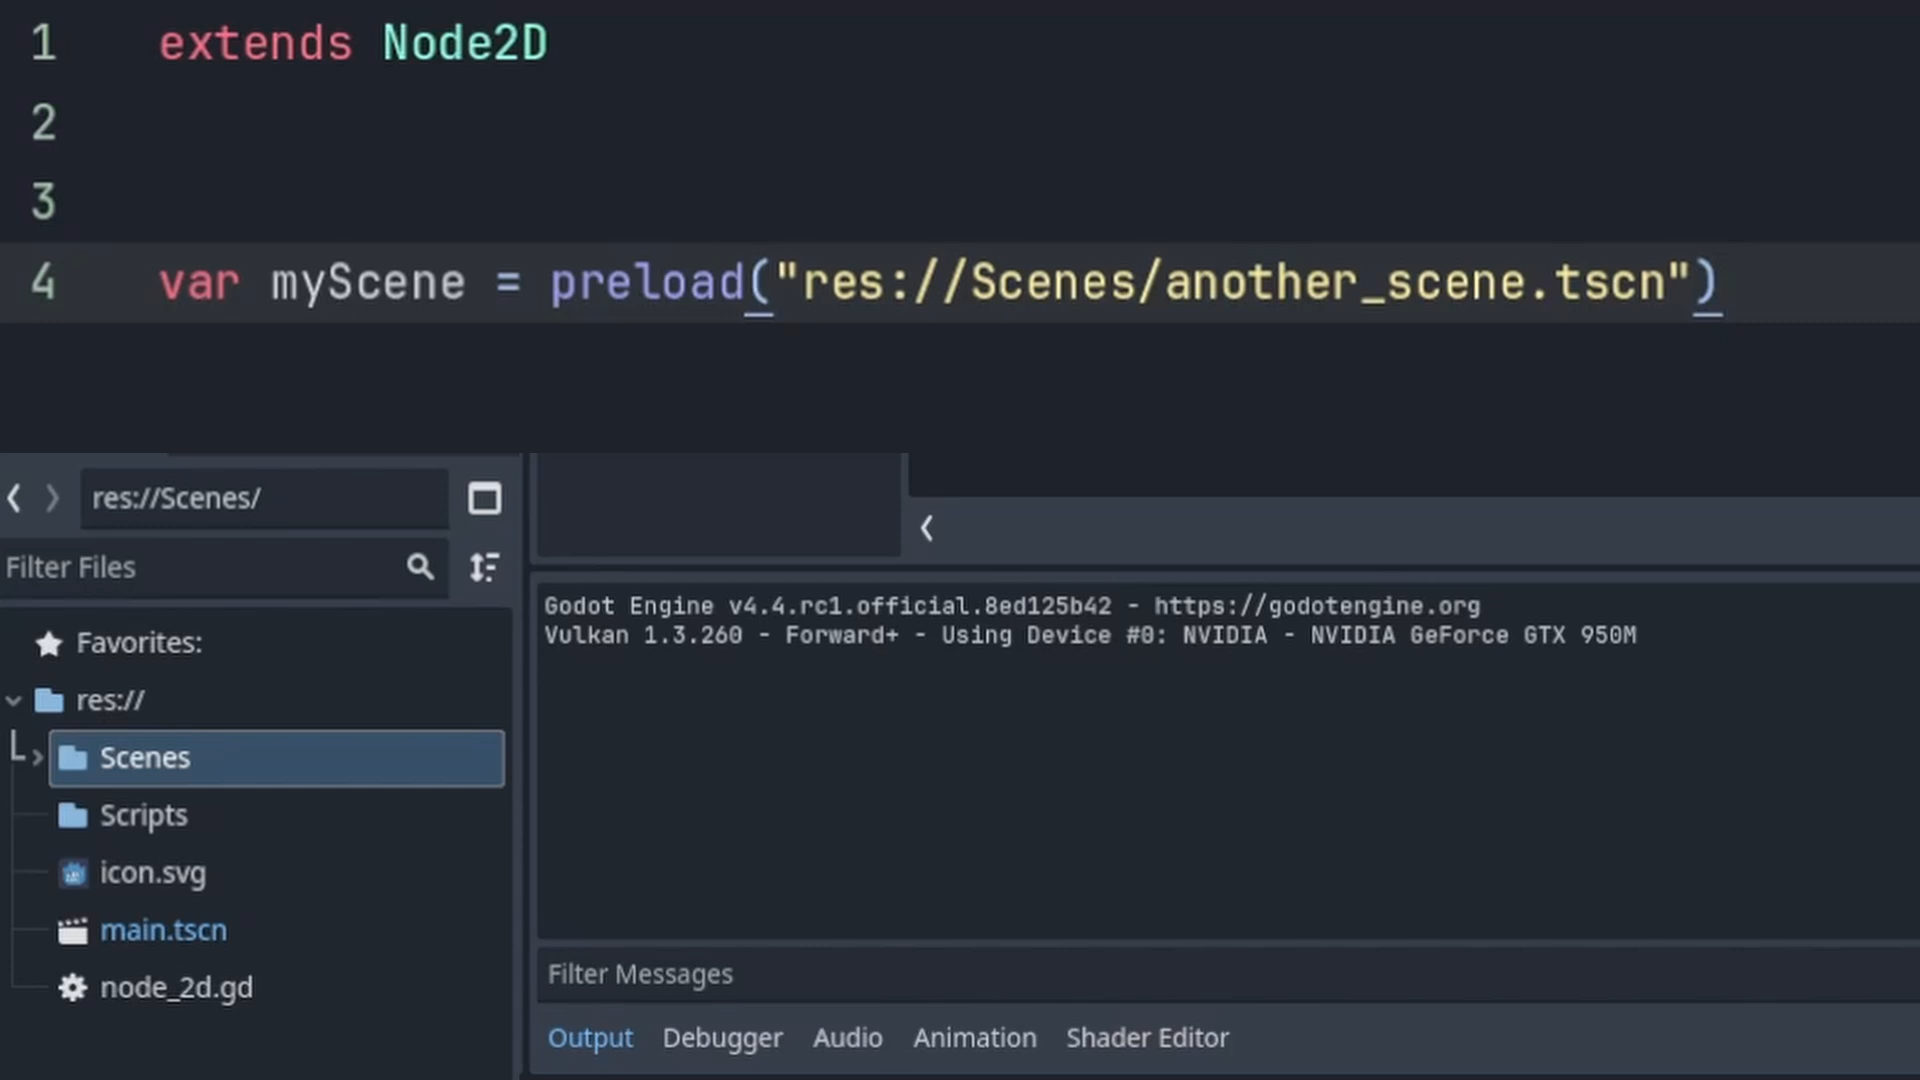 1 extends Node2D
2
3
4 var myScene = preload("res://Scenes/another_scene.tscn")
res://Scenes/
Filter Files
Favorites:
res://
Scenes
Scripts
icon.svg
main.tscn
node_2d.gd
Godot Engine v4.4.rc1.official.8ed125b42 - https://godotengine.org
Vulkan 1.3.260 - Forward+ - Using Device #0: NVIDIA - NVIDIA GeForce GTX 950M
Filter Messages
Output Debugger Audio Animation Shader Editor